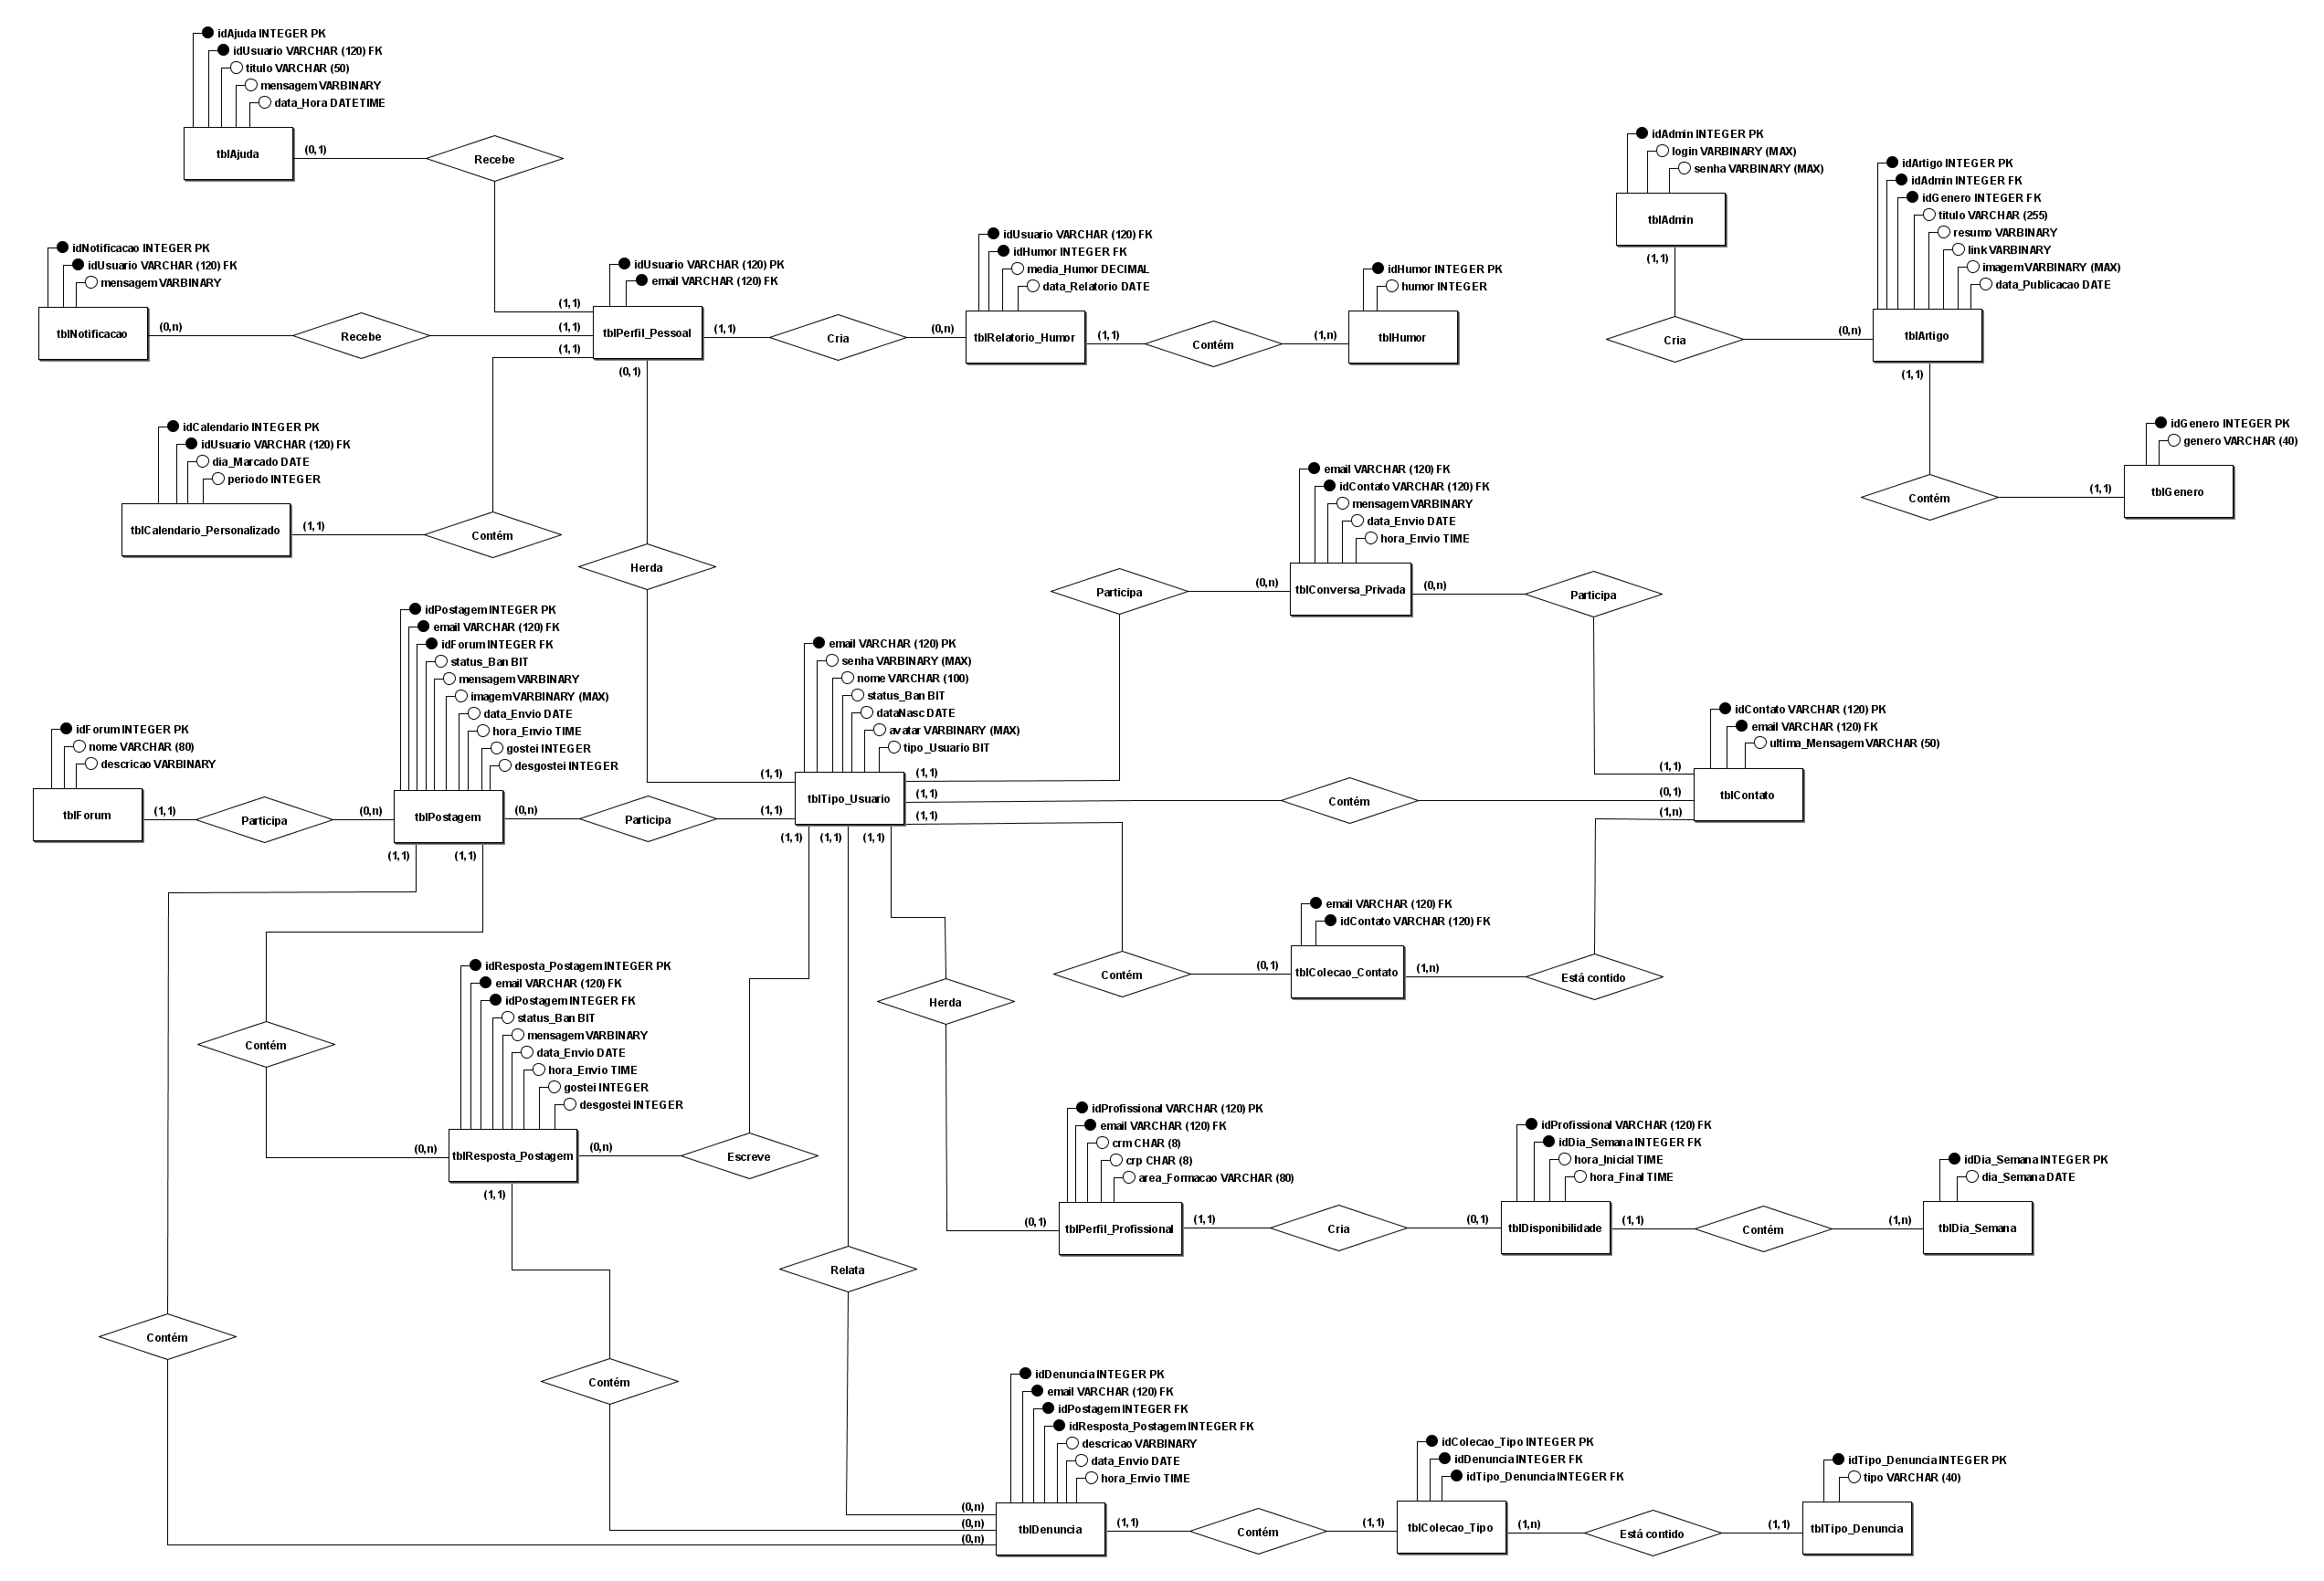 idAjuda INTEGER PK
idUsuario VARCHAR (120) FK
titulo VARCHAR (50)
mensagem VARBINARY
data_Hora DATETIME
tblAjuda
(0,1)
Recebe
idNotificacao INTEGER PK
idUsuario VARCHAR (120) FK
mensagem VARBINARY
tblNotificacao
(0,n)
Recebe
(1,1)
(1,1)
(1,1)
idUsuario VARCHAR (120) PK
email VARCHAR (120) FK
tblPerfil_Pessoal
(1,1)
(0,1)
Cria
(0,n)
idUsuario VARCHAR (120) FK
idHumor INTEGER FK
media_Humor DECIMAL
data_Relatorio DATE
tblRelatorio_Humor
(1,1)
Contém
(1,n)
idHumor INTEGER PK
humor INTEGER
tblHumor
idAdmin INTEGER PK
login VARBINARY (MAX)
senha VARBINARY (MAX)
tblAdmin
(1,1)
Cria
(0,n)
idArtigo INTEGER PK
idAdmin INTEGER FK
idGenero INTEGER FK
titulo VARCHAR (255)
resumo VARBINARY
link VARBINARY
imagem VARBINARY (MAX)
data_Publicacao DATE
tblArtigo
(1,1)
Contém
(1,1)
idGenero INTEGER PK
genero VARCHAR (40)
tblGenero
idCalendario INTEGER PK
idUsuario VARCHAR (120) FK
dia_Marcado DATE
periodo INTEGER
tblCalendario_Personalizado
(1,1)
Contém
Herda
email VARCHAR (120) FK
idContato VARCHAR (120) FK
mensagem VARBINARY
data_Envio DATE
hora_Envio TIME
tblConversa_Privada
Participa
(0,n)
(0,n)
Participa
idPostagem INTEGER PK
email VARCHAR (120) FK
idForum INTEGER FK
status_Ban BIT
mensagem VARBINARY
imagem VARBINARY (MAX)
data_Envio DATE
hora_Envio TIME
gostei INTEGER
desgostei INTEGER
tblPostagem
idForum INTEGER PK
nome VARCHAR (80)
descricao VARBINARY
tblForum
(1,1)
Participa
(0,n)
(0,n)
Participa
(1,1)
(1,1)
(1,1)
(1,1)
email VARCHAR (120) PK
senha VARBINARY (MAX)
nome VARCHAR (100)
status_Ban BIT
dataNasc DATE
avatar VARBINARY (MAX)
tipo_Usuario BIT
tblTipo_Usuario
(1,1)
(1,1)
(1,1)
(1,1)
(1,1)
(1,1)
Contém
(1,1)
(0,1)
(1,n)
idContato VARCHAR (120) PK
email VARCHAR (120) FK
ultima_Mensagem VARCHAR (50)
tblContato
email VARCHAR (120) FK
idContato VARCHAR (120) FK
tblColecao_Contato
Contém
(0,1)
(1,n)
Está contido
Herda
idResposta_Postagem INTEGER PK
email VARCHAR (120) FK
idPostagem INTEGER FK
status_Ban BIT
mensagem VARBINARY
data_Envio DATE
hora_Envio TIME
gostei INTEGER
desgostei INTEGER
tblResposta_Postagem
Contém
(0,n)
(0,n)
Escreve
(1,1)
idProfissional VARCHAR (120) PK
email VARCHAR (120) FK
crm CHAR (8)
crp CHAR (8)
area_Formacao VARCHAR (80)
tblPerfil_Profissional
(0,1)
(1,1)
Cria
(0,1)
idProfissional VARCHAR (120) FK
idDia_Semana INTEGER FK
hora_Inicial TIME
hora_Final TIME
tblDisponibilidade
(1,1)
Contém
(1,n)
idDia_Semana INTEGER PK
dia_Semana DATE
tblDia_Semana
Relata
Contém
Contém
idDenuncia INTEGER PK
email VARCHAR (120) FK
idPostagem INTEGER FK
idResposta_Postagem INTEGER FK
descricao VARBINARY
data_Envio DATE
hora_Envio TIME
tblDenuncia
(0,n)
(0,n)
(0,n)
(1,1)
Contém
(1,1)
idColecao_Tipo INTEGER PK
idDenuncia INTEGER FK
idTipo_Denuncia INTEGER FK
tblColecao_Tipo
(1,n)
Está contido
(1,1)
idTipo_Denuncia INTEGER PK
tipo VARCHAR (40)
tblTipo_Denuncia